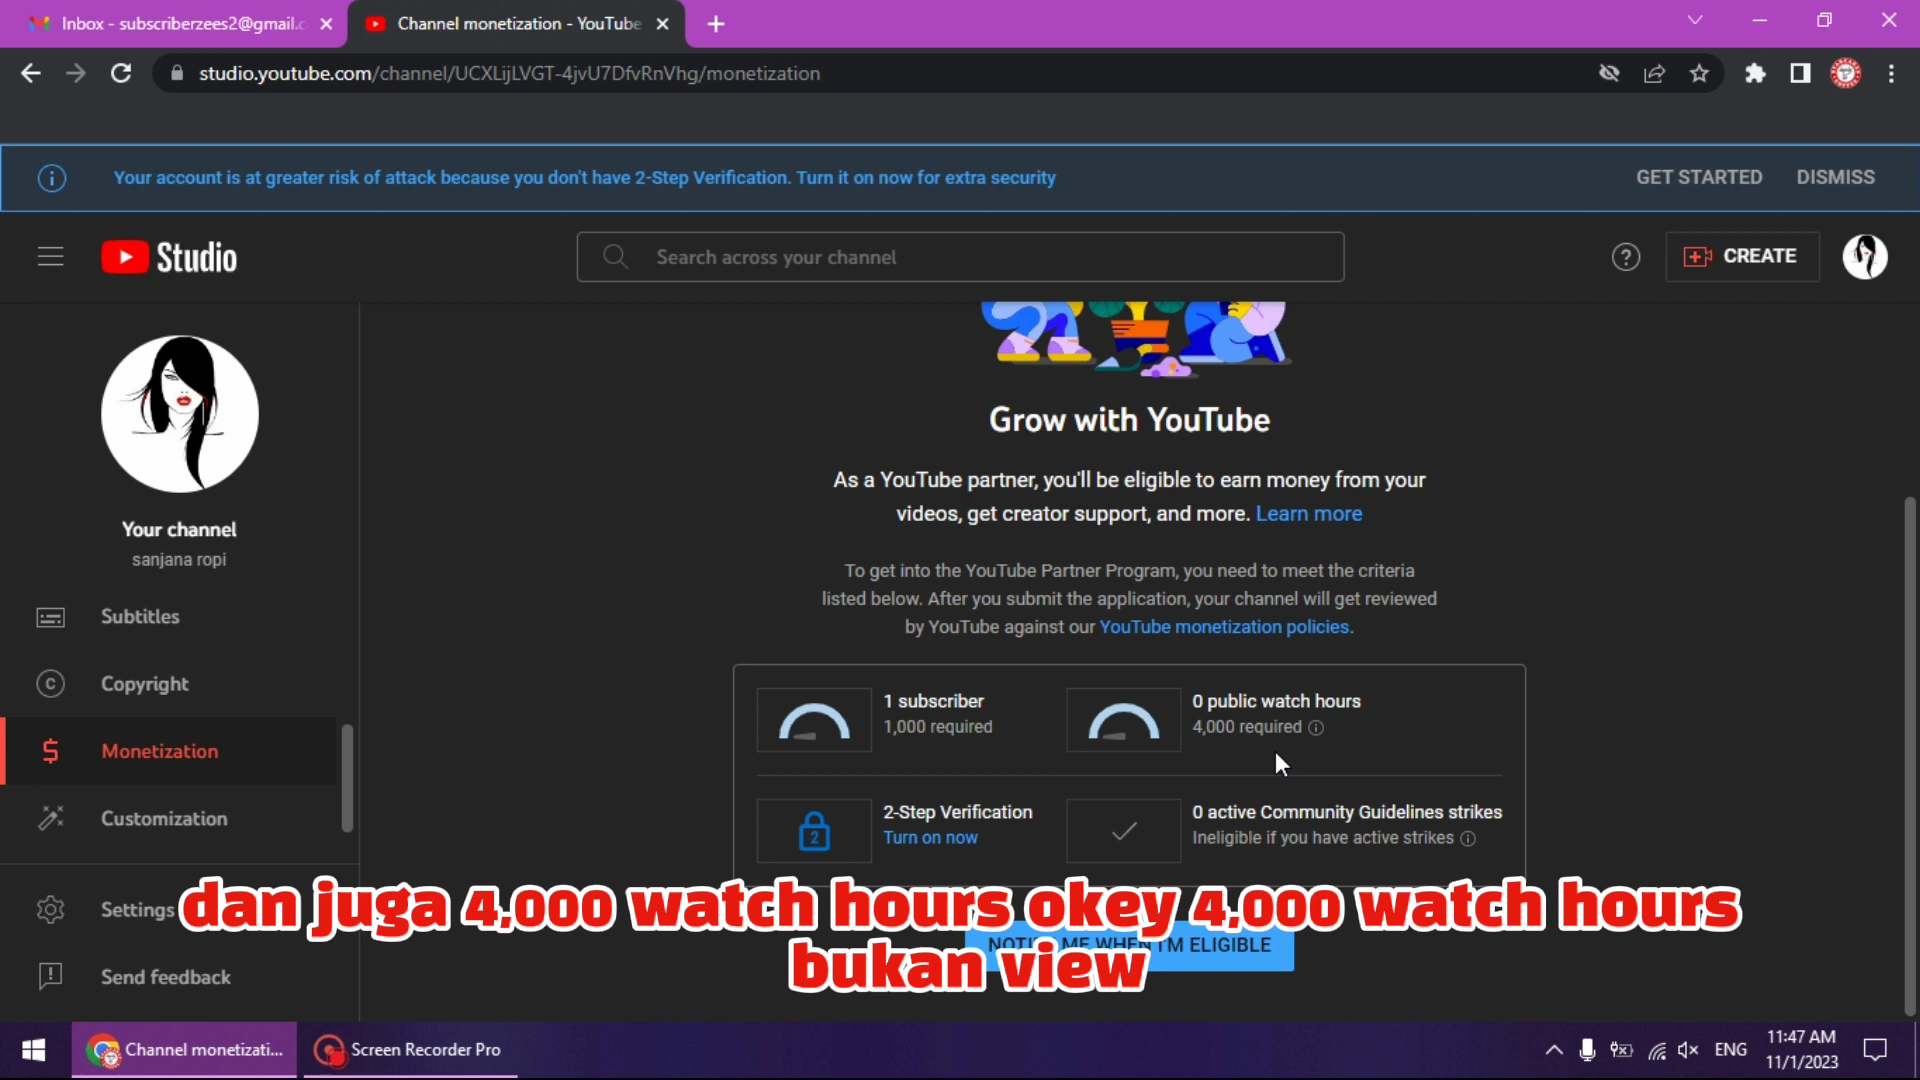 Inbox - subscriberzees2@gmail.c
Channel monetization - YouTube
studio.youtube.com/channel/UCXLijLVGT-4jvU7DfvRnVhg/monetization
Your account is at greater risk of attack because you don't have 2-Step Verification. Turn it on now for extra security
GET STARTED
DISMISS
Studio
Search across your channel
CREATE
Your channel
sanjana ropi
Subtitles
Copyright
Monetization
Customization
Settings
Send feedback
Grow with YouTube
As a YouTube partner, you'll be eligible to earn money from your
videos, get creator support, and more. Learn more
To get into the YouTube Partner Program, you need to meet the criteria
listed below. After you submit the application, your channel will get reviewed
by YouTube against our YouTube monetization policies.
1 subscriber
1,000 required
0 public watch hours
4,000 required
2-Step Verification
Turn on now
0 active Community Guidelines strikes
Ineligible if you have active strikes
NOTIFY ME WHEN I'M ELIGIBLE
dan juga 4,000 watch hours okey 4,000 watch hours
bukan view
Channel monetizati...
Screen Recorder Pro
ENG
11:47 AM
11/1/2023